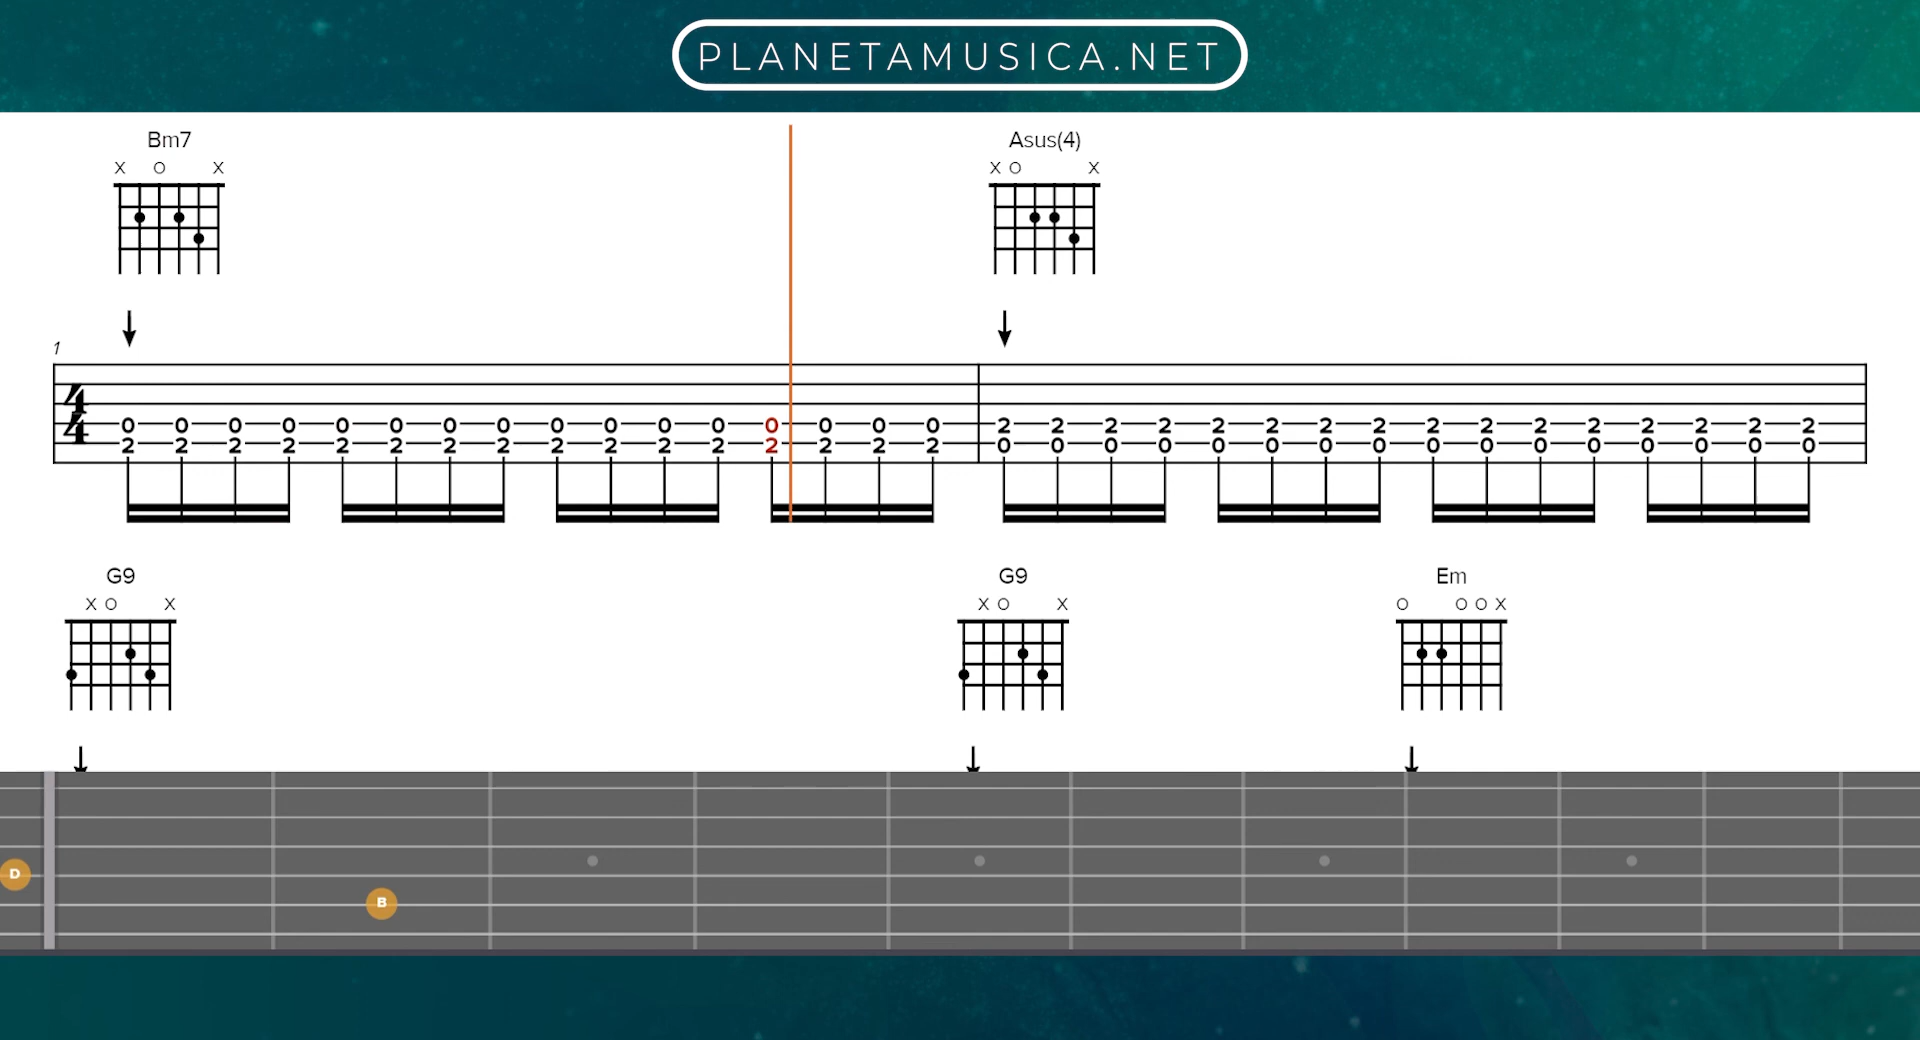 PLANETAMUSICA.NET
Bm7 Asus(4)
X O X X O X
1
4 0 0 0 0 0 0 0 0 0 0 0 0 0 0 0 0 2 2 2 2 2 2 2 2 2 2 2 2 2 2 2 2
4 2 2 2 2 2 2 2 2 2 2 2 2 2 2 2 2 0 0 0 0 0 0 0 0 0 0 0 0 0 0 0 0
G9 G9 Em
X O X X O X O O O X
D
B